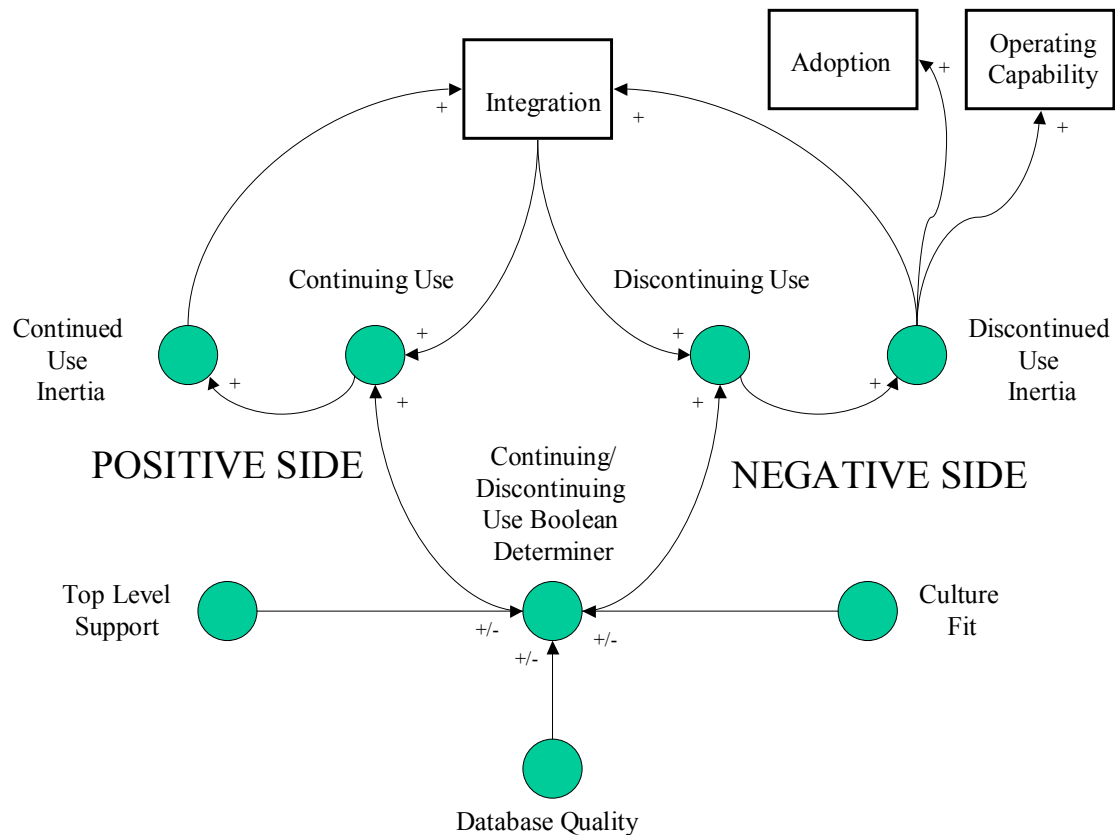 Integration
Adoption
Operating
Capability
+
+
+
+
Continuing Use
Discontinuing Use
Continued
Use
Inertia
+
+
Discontinued
Use
Inertia
+
+
+
+
POSITIVE SIDE
Continuing/
Discontinuing
Use Boolean
Determiner
NEGATIVE SIDE
Top Level
Support
Culture
Fit
+/-
+/-
+/-
Database Quality